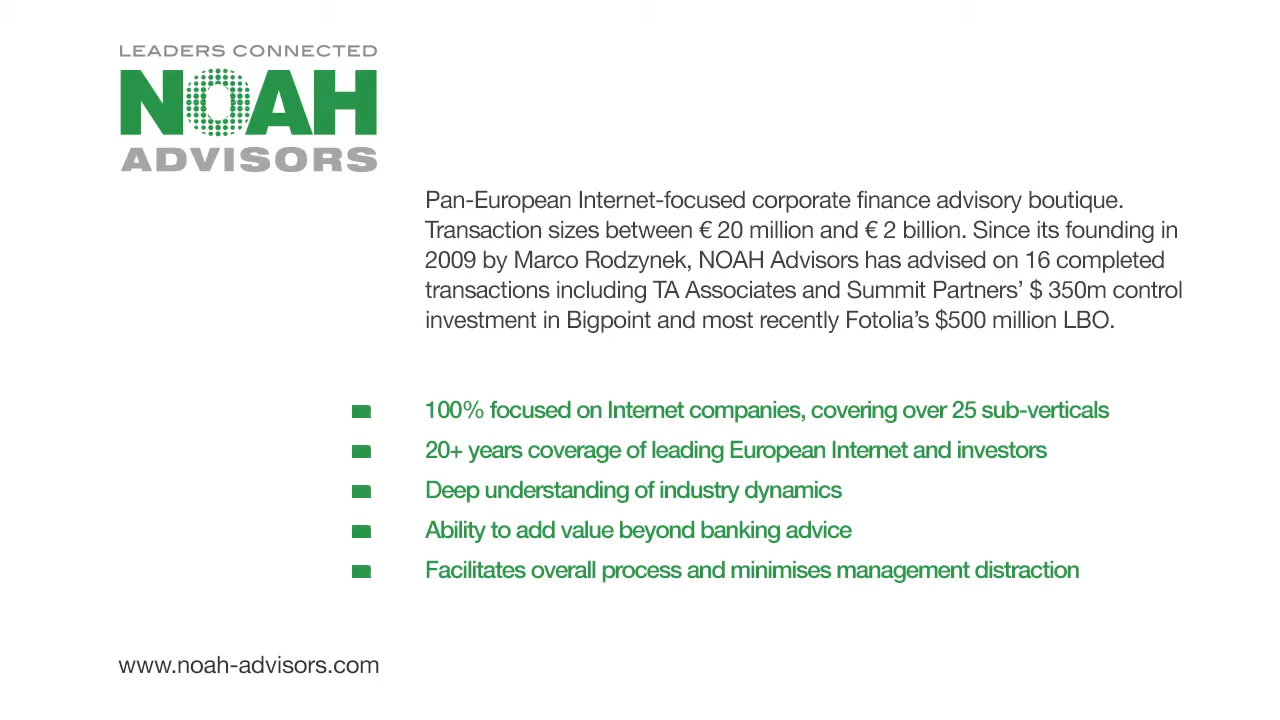 LEADERS CONNECTED
NOAH
ADVISORS
Pan-European Internet-focused corporate finance advisory boutique.
Transaction sizes between € 20 million and € 2 billion. Since its founding in
2009 by Marco Rodzynek, NOAH Advisors has advised on 16 completed
transactions including TA Associates and Summit Partners’ $ 350m control
investment in Bigpoint and most recently Fotolia’s $500 million LBO.
100% focused on Internet companies, covering over 25 sub-verticals
20+ years coverage of leading European Internet and investors
Deep understanding of industry dynamics
Ability to add value beyond banking advice
Facilitates overall process and minimises management distraction
www.noah-advisors.com